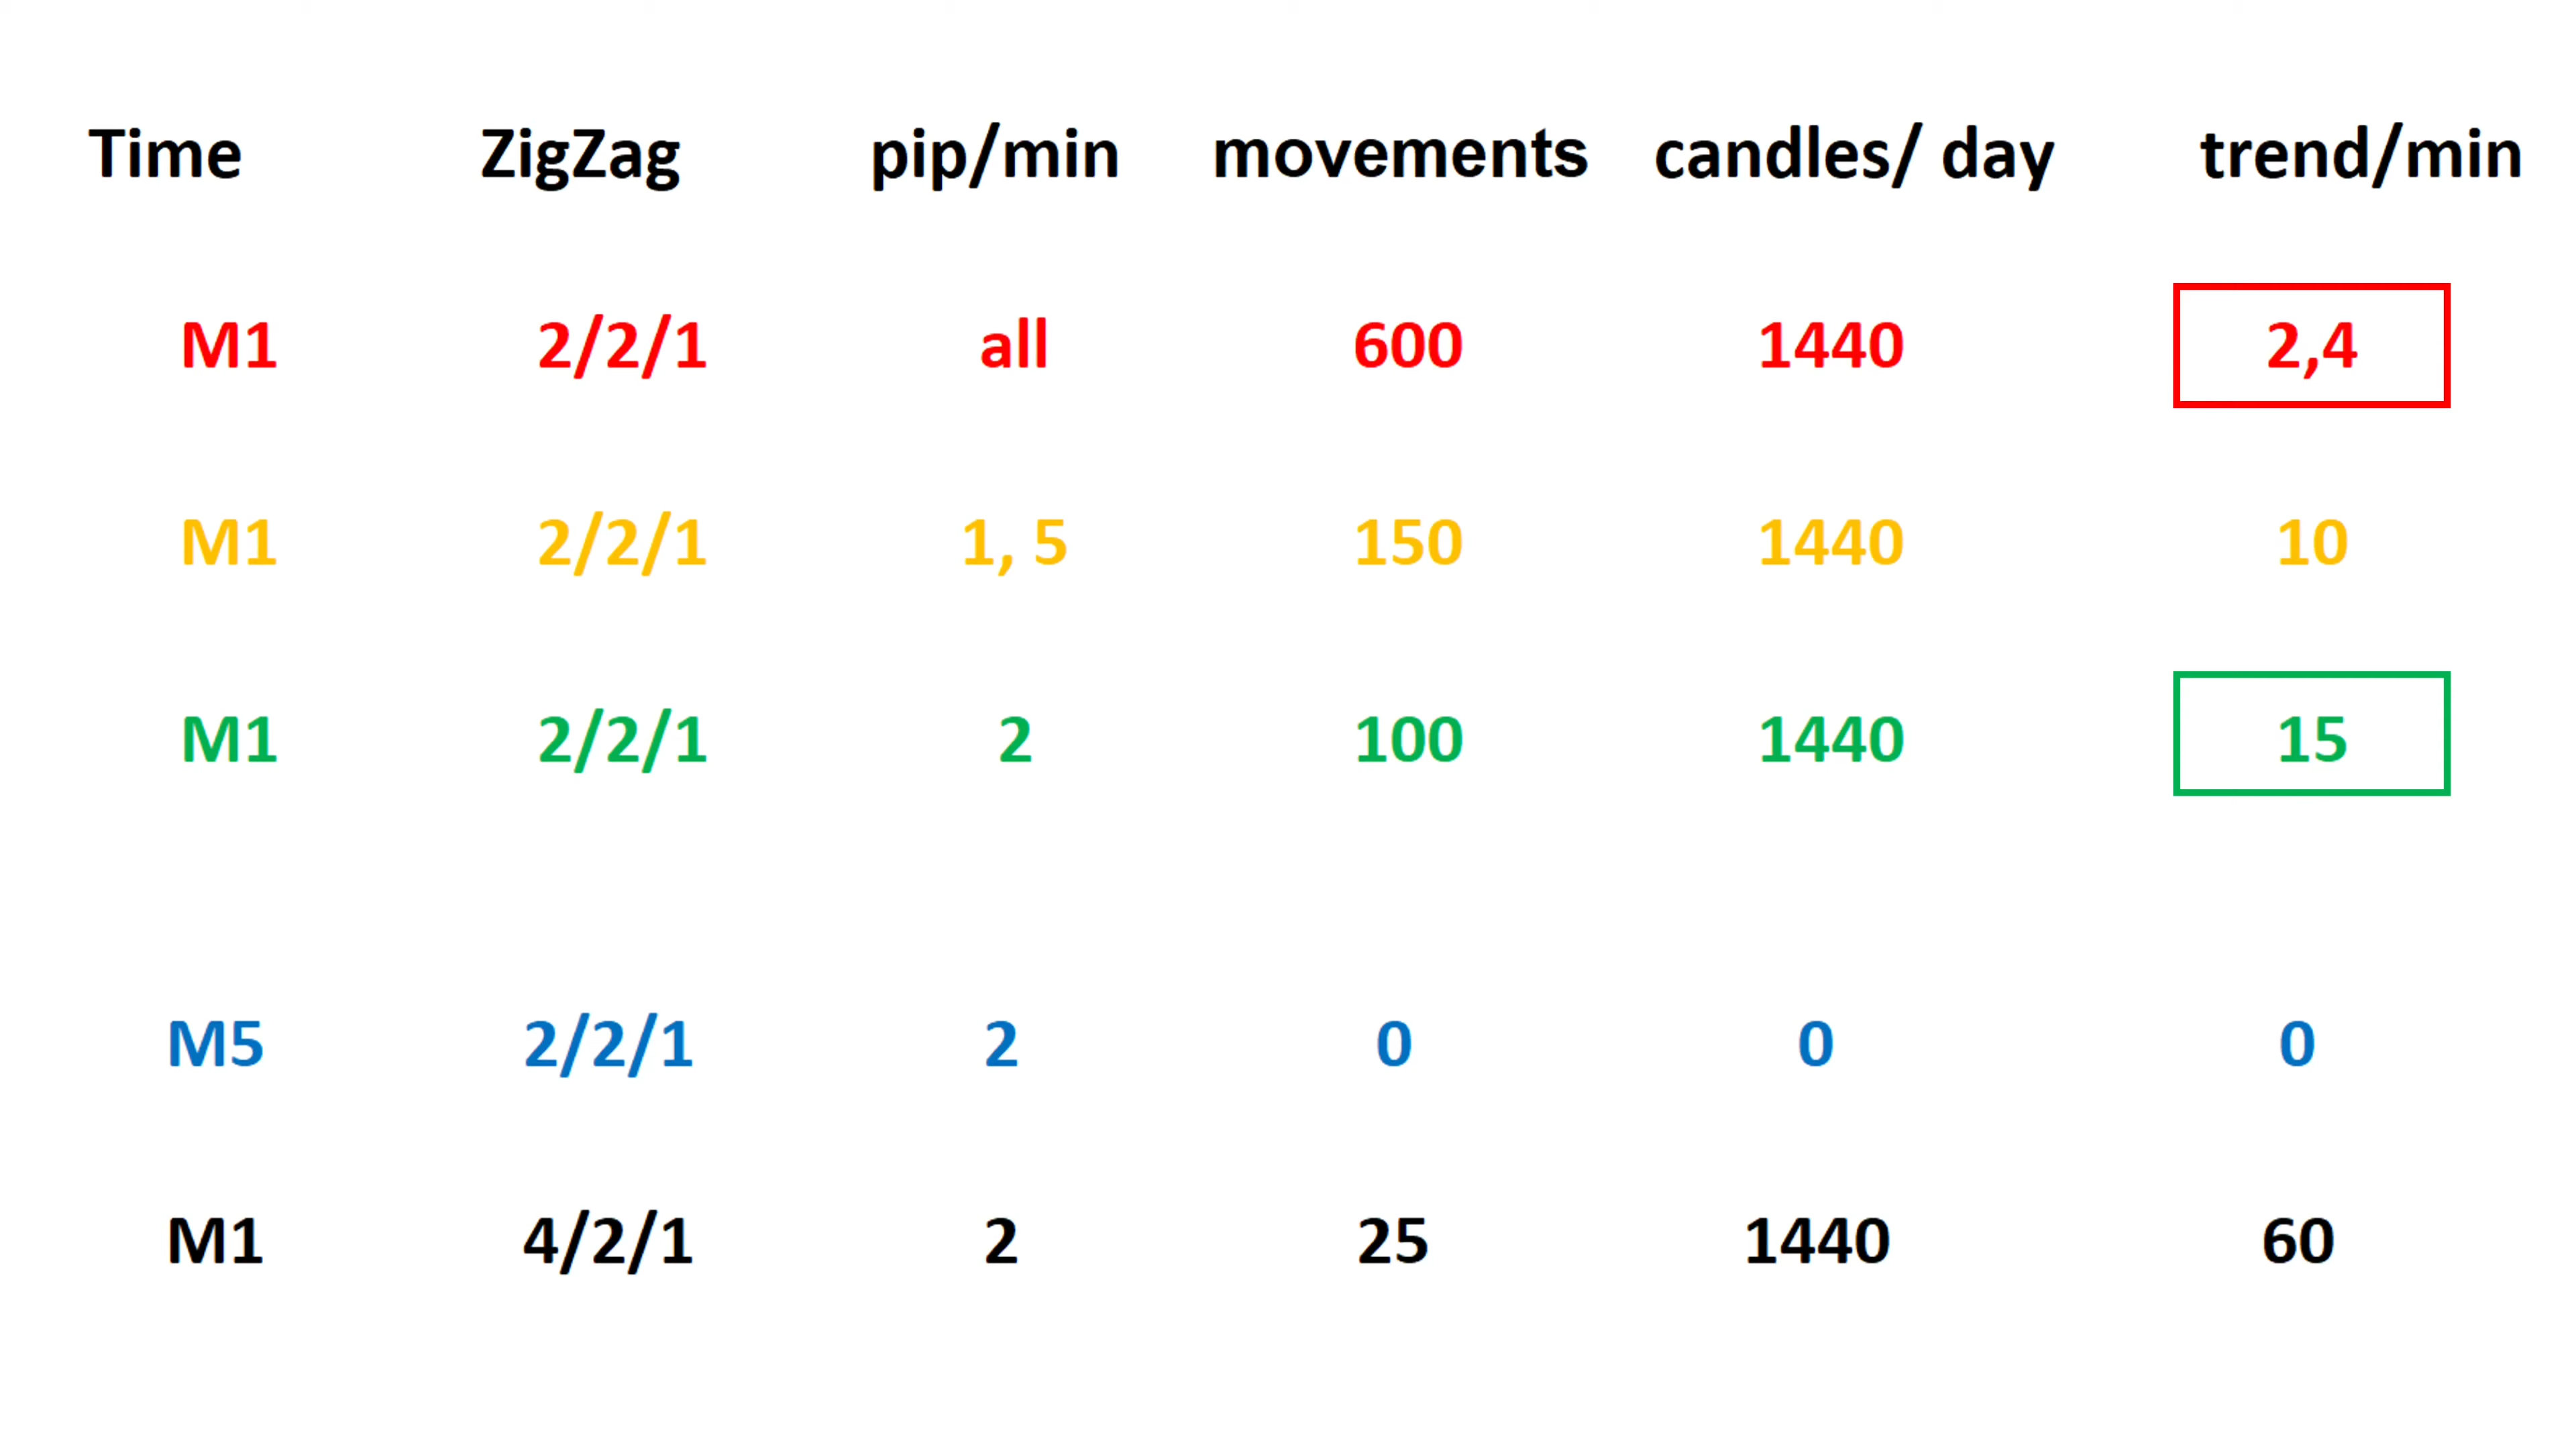 Time ZigZag pip/min movements candles/ day trend/min
M1 2/2/1 all 600 1440 2,4
M1 2/2/1 1, 5 150 1440 10
M1 2/2/1 2 100 1440 15
M5 2/2/1 2 0 0 0
M1 4/2/1 2 25 1440 60